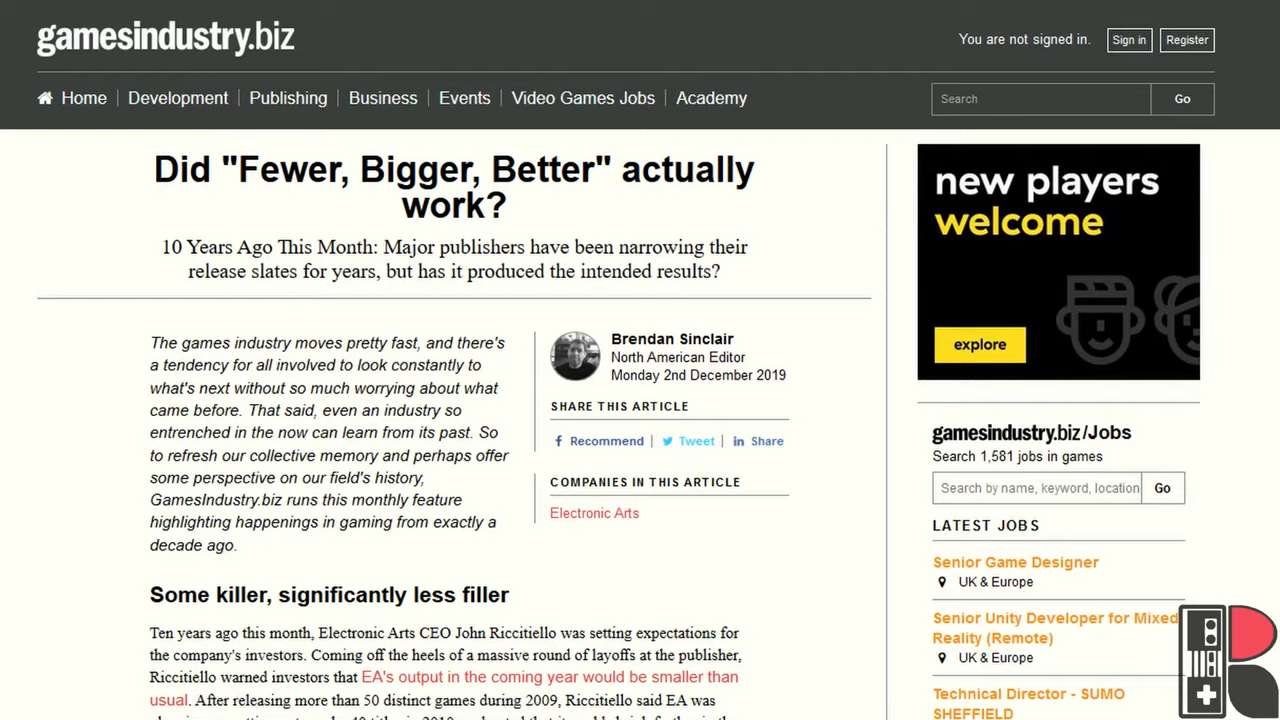 gamesindustry.biz
You are not signed in.
Sign in
Register
Home
Development
Publishing
Business
Events
Video Games Jobs
Academy
Search
Go
Did "Fewer, Bigger, Better" actually
work?
10 Years Ago This Month: Major publishers have been narrowing their
release slates for years, but has it produced the intended results?
The games industry moves pretty fast, and there's
a tendency for all involved to look constantly to
what's next without so much worrying about what
came before. That said, even an industry so
entrenched in the now can learn from its past. So
to refresh our collective memory and perhaps offer
some perspective on our field's history,
GamesIndustry.biz runs this monthly feature
highlighting happenings in gaming from exactly a
decade ago.
Brendan Sinclair
North American Editor
Monday 2nd December 2019
SHARE THIS ARTICLE
Recommend
Tweet
Share
COMPANIES IN THIS ARTICLE
Electronic Arts
Some killer, significantly less filler
Ten years ago this month, Electronic Arts CEO John Riccitiello was setting expectations for
the company's investors. Coming off the heels of a massive round of layoffs at the publisher,
Riccitiello warned investors that EA's output in the coming year would be smaller than
usual. After releasing more than 50 distinct games during 2009, Riccitiello said EA was
new players
welcome
explore
gamesindustry.biz/Jobs
Search 1,581 jobs in games
Search by name, keyword, location
Go
LATEST JOBS
Senior Game Designer
UK & Europe
Senior Unity Developer for Mixed
Reality (Remote)
UK & Europe
Technical Director - SUMO
SHEFFIELD